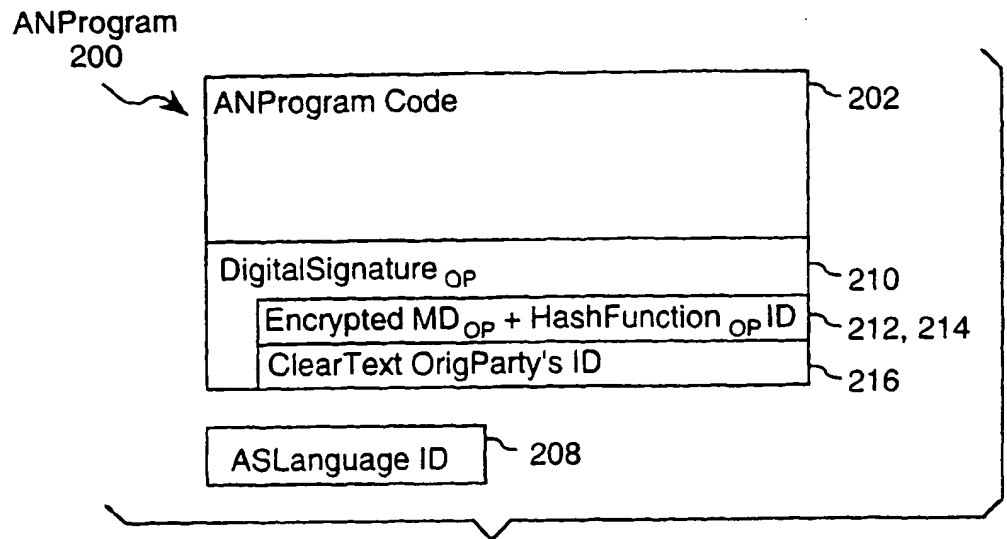 ANProgram
200
ANProgram Code
202
DigitalSignature OP
210
Encrypted MD OP + HashFunction OP ID
212, 214
ClearText OrigParty's ID
216
ASLanguage ID
208